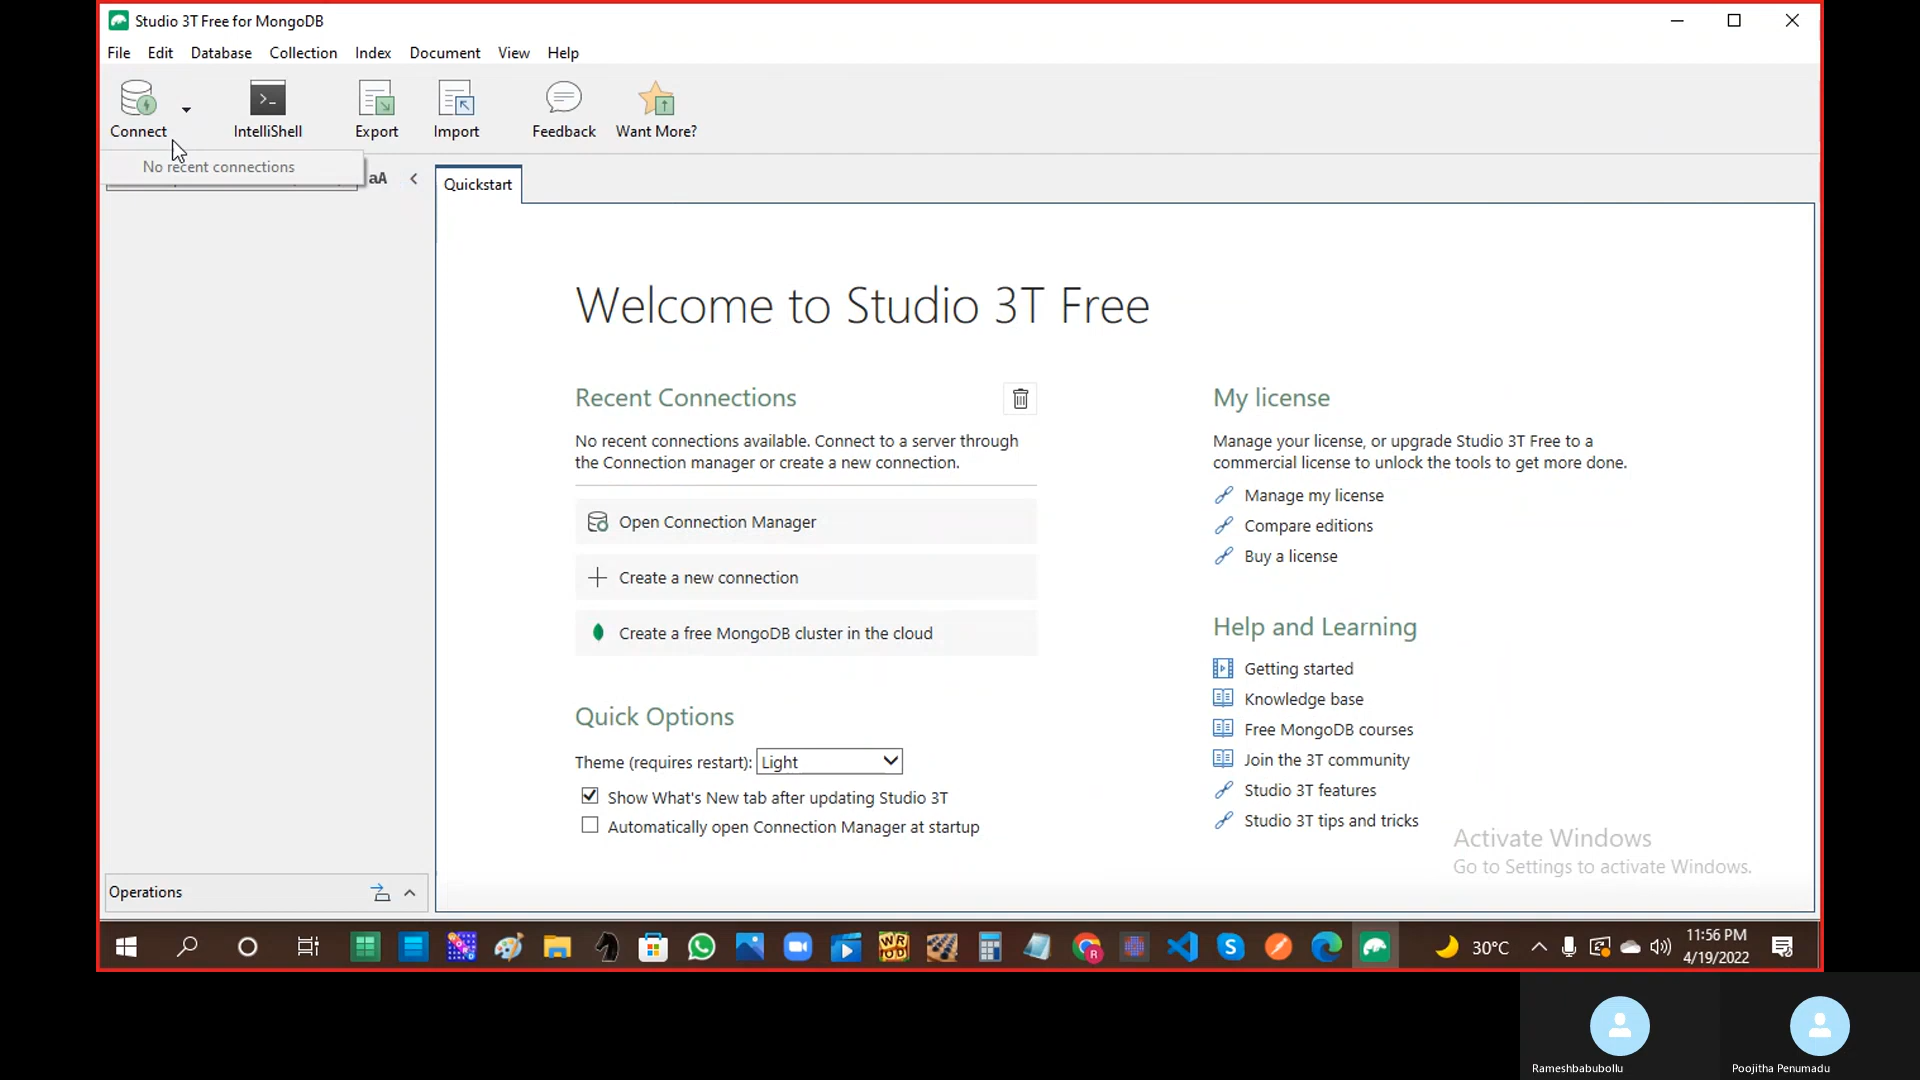 Studio 3T Free for MongoDB
File Edit Database Collection Index Document View Help
Connect IntelliShell Export Import Feedback Want More?
No recent connections
aA
Quickstart
Welcome to Studio 3T Free
Recent Connections
No recent connections available. Connect to a server through
the Connection manager or create a new connection.
Open Connection Manager
Create a new connection
Create a free MongoDB cluster in the cloud
Quick Options
Theme (requires restart): Light
Show What's New tab after updating Studio 3T
Automatically open Connection Manager at startup
My license
Manage your license, or upgrade Studio 3T Free to a
commercial license to unlock the tools to get more done.
Manage my license
Compare editions
Buy a license
Help and Learning
Getting started
Knowledge base
Free MongoDB courses
Join the 3T community
Studio 3T features
Studio 3T tips and tricks
Activate Windows
Go to Settings to activate Windows.
Operations
30°C
11:56 PM
4/19/2022
Rameshbabubollu
Poojitha Penumadu